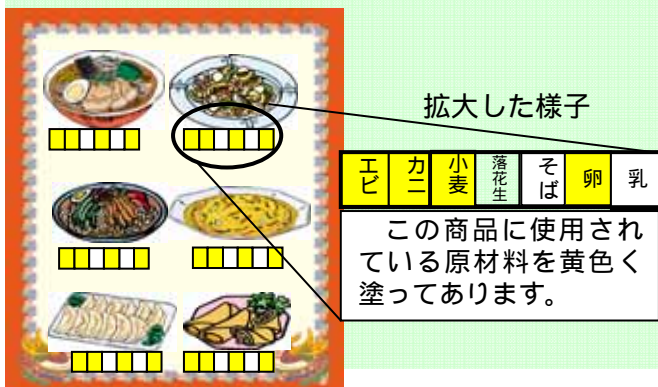 拡大した様子
エビ カニ 小麦 落花生 そば 卵 乳
この商品に使用され
ている原材料を黄色く
塗ってあります。